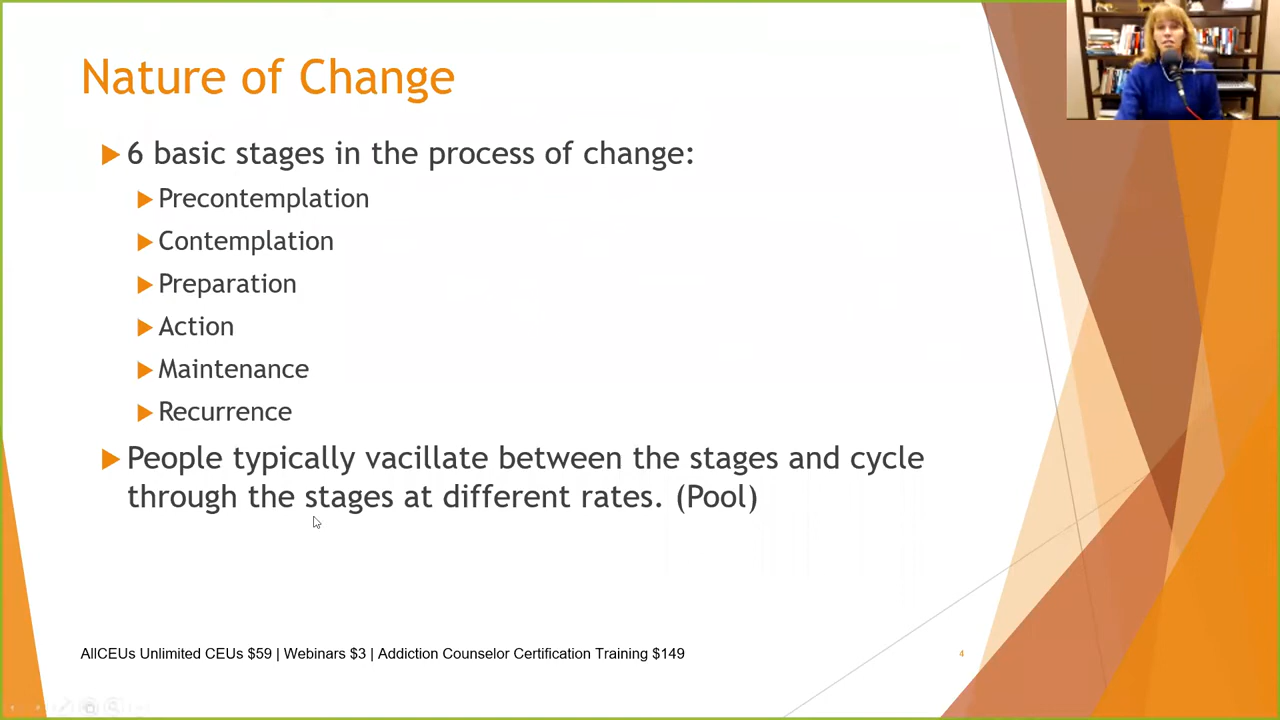 Nature of Change
6 basic stages in the process of change:
Precontemplation
Contemplation
Preparation
Action
Maintenance
Recurrence
People typically vacillate between the stages and cycle
through the stages at different rates. (Pool)
AllCEUs Unlimited CEUs $59 | Webinars $3 | Addiction Counselor Certification Training $149
4